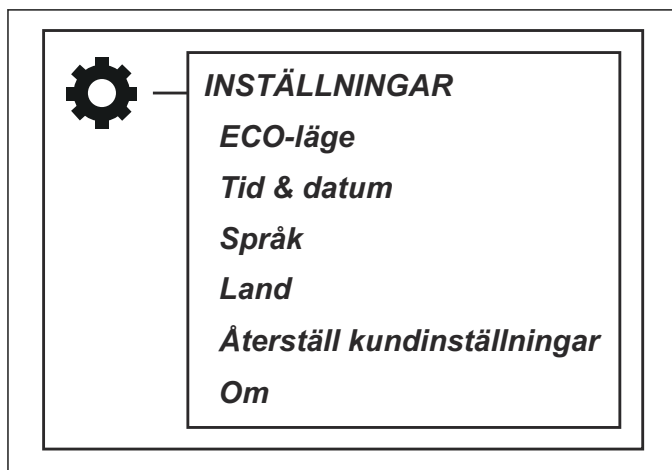 INSTÄLLNINGAR
ECO-läge
Tid & datum
Språk
Land
Återställ kundinställningar
Om